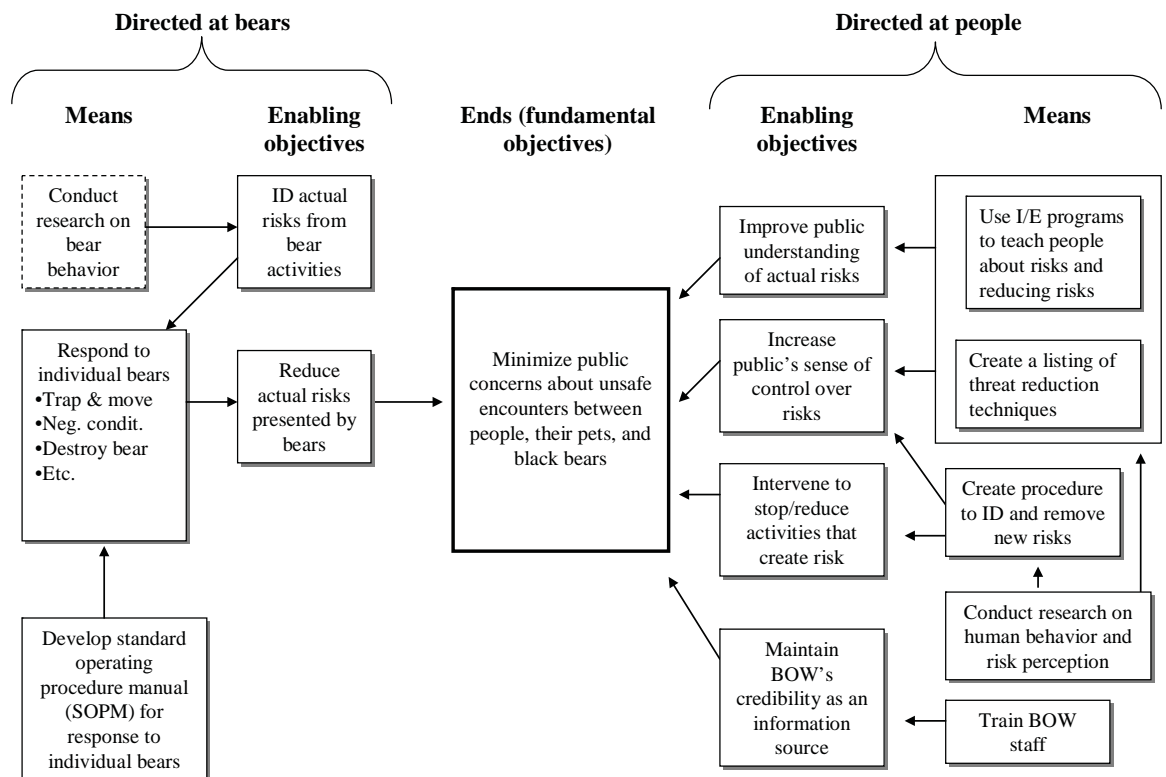 Directed at bears
Directed at people
Means
Enabling
objectives
Ends (fundamental
objectives)
Enabling
objectives
Means
Conduct
research on
bear
behavior
ID actual
risks from
bear
activities
Respond to
individual bears
•Trap & move
•Neg. condit.
•Destroy bear
•Etc.
Reduce
actual risks
presented by
bears
Develop standard
operating
procedure manual
(SOPM) for
response to
individual bears
Minimize public
concerns about unsafe
encounters between
people, their pets, and
black bears
Improve public
understanding
of actual risks
Increase
public’s sense of
control over
risks
Intervene to
stop/reduce
activities that
create risk
Maintain
BOW’s
credibility as an
information
source
Use I/E programs
to teach people
about risks and
reducing risks
Create a listing of
threat reduction
techniques
Create procedure
to ID and remove
new risks
Conduct research on
human behavior and
risk perception
Train BOW
staff